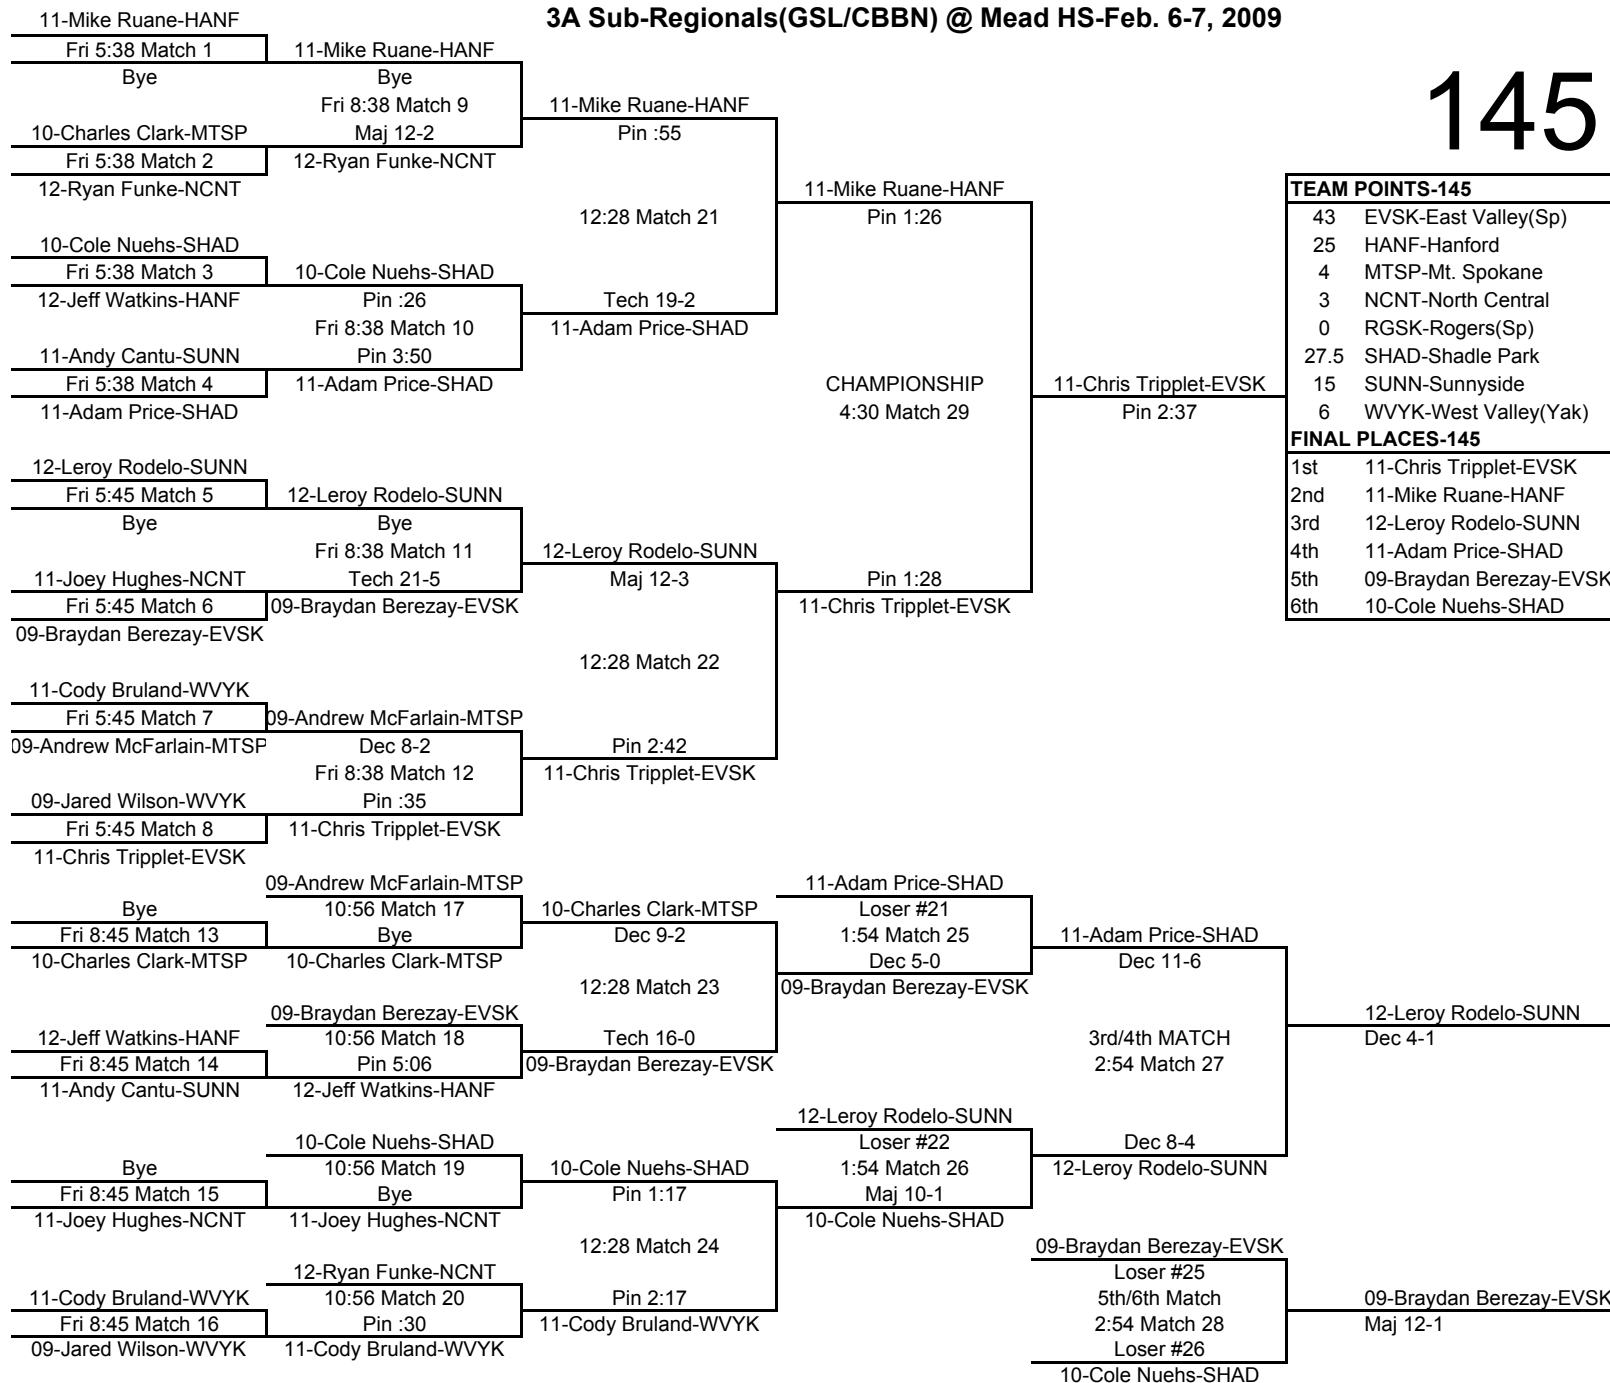 3A Sub-Regionals(GSL/CBBN) @ Mead HS-Feb. 6-7, 2009
145
11-Mike Ruane-HANF
Fri 5:38 Match 1
Bye
10-Charles Clark-MTSP
Fri 5:38 Match 2
12-Ryan Funke-NCNT
10-Cole Nuehs-SHAD
Fri 5:38 Match 3
12-Jeff Watkins-HANF
11-Andy Cantu-SUNN
Fri 5:38 Match 4
11-Adam Price-SHAD
12-Leroy Rodelo-SUNN
Fri 5:45 Match 5
Bye
11-Joey Hughes-NCNT
Fri 5:45 Match 6
09-Braydan Berezay-EVSK
11-Cody Bruland-WVYK
Fri 5:45 Match 7
09-Andrew McFarlain-MTSP
09-Jared Wilson-WVYK
Fri 5:45 Match 8
11-Chris Tripplet-EVSK
11-Mike Ruane-HANF
Bye
Fri 8:38 Match 9
Maj 12-2
12-Ryan Funke-NCNT
10-Cole Nuehs-SHAD
Pin :26
Fri 8:38 Match 10
Pin 3:50
11-Adam Price-SHAD
12-Leroy Rodelo-SUNN
Bye
Fri 8:38 Match 11
Tech 21-5
09-Braydan Berezay-EVSK
09-Andrew McFarlain-MTSP
Dec 8-2
Fri 8:38 Match 12
Pin :35
11-Chris Tripplet-EVSK
11-Mike Ruane-HANF
Pin :55
12:28 Match 21
Tech 19-2
11-Adam Price-SHAD
12-Leroy Rodelo-SUNN
Maj 12-3
12:28 Match 22
Pin 2:42
11-Chris Tripplet-EVSK
11-Mike Ruane-HANF
Pin 1:26
CHAMPIONSHIP
4:30 Match 29
Pin 1:28
11-Chris Tripplet-EVSK
11-Chris Tripplet-EVSK
Pin 2:37
TEAM POINTS-145
43 EVSK-East Valley(Sp)
25 HANF-Hanford
4 MTSP-Mt. Spokane
3 NCNT-North Central
0 RGSK-Rogers(Sp)
27.5 SHAD-Shadle Park
15 SUNN-Sunnyside
6 WVYK-West Valley(Yak)
FINAL PLACES-145
1st 11-Chris Tripplet-EVSK
2nd 11-Mike Ruane-HANF
3rd 12-Leroy Rodelo-SUNN
4th 11-Adam Price-SHAD
5th 09-Braydan Berezay-EVSK
6th 10-Cole Nuehs-SHAD
Bye
Fri 8:45 Match 13
10-Charles Clark-MTSP
12-Jeff Watkins-HANF
Fri 8:45 Match 14
11-Andy Cantu-SUNN
Bye
Fri 8:45 Match 15
11-Joey Hughes-NCNT
11-Cody Bruland-WVYK
Fri 8:45 Match 16
09-Jared Wilson-WVYK
09-Andrew McFarlain-MTSP
10:56 Match 17
Bye
10-Charles Clark-MTSP
09-Braydan Berezay-EVSK
10:56 Match 18
Pin 5:06
12-Jeff Watkins-HANF
10-Cole Nuehs-SHAD
10:56 Match 19
Bye
11-Joey Hughes-NCNT
12-Ryan Funke-NCNT
10:56 Match 20
Pin :30
11-Cody Bruland-WVYK
10-Charles Clark-MTSP
Dec 9-2
12:28 Match 23
Tech 16-0
09-Braydan Berezay-EVSK
10-Cole Nuehs-SHAD
Pin 1:17
12:28 Match 24
Pin 2:17
11-Cody Bruland-WVYK
11-Adam Price-SHAD
Loser #21
1:54 Match 25
Dec 5-0
09-Braydan Berezay-EVSK
12-Leroy Rodelo-SUNN
Loser #22
1:54 Match 26
Maj 10-1
10-Cole Nuehs-SHAD
11-Adam Price-SHAD
Dec 11-6
3rd/4th MATCH
2:54 Match 27
Dec 8-4
12-Leroy Rodelo-SUNN
12-Leroy Rodelo-SUNN
Dec 4-1
09-Braydan Berezay-EVSK
Loser #25
5th/6th Match
2:54 Match 28
Loser #26
10-Cole Nuehs-SHAD
09-Braydan Berezay-EVSK
Maj 12-1